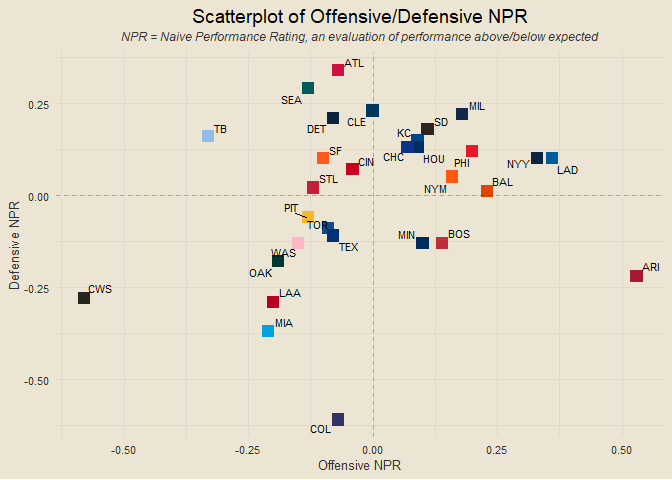 Scatterplot of Offensive/Defensive NPR
NPR = Naive Performance Rating, an evaluation of performance above/below expected
ATL
SEA
TB
DET
CLE
MIL
SD
KC
CHC
HOU
PHI
NYY
LAD
SF
CIN
STL
NYM
BAL
PIT
TOR
TEX
WAS
OAK
MIN
BOS
ARI
CWS
LAA
MIA
COL
0.25
0.00
-0.25
-0.50
Defensive NPR
-0.50
-0.25
0.00
0.25
0.50
Offensive NPR